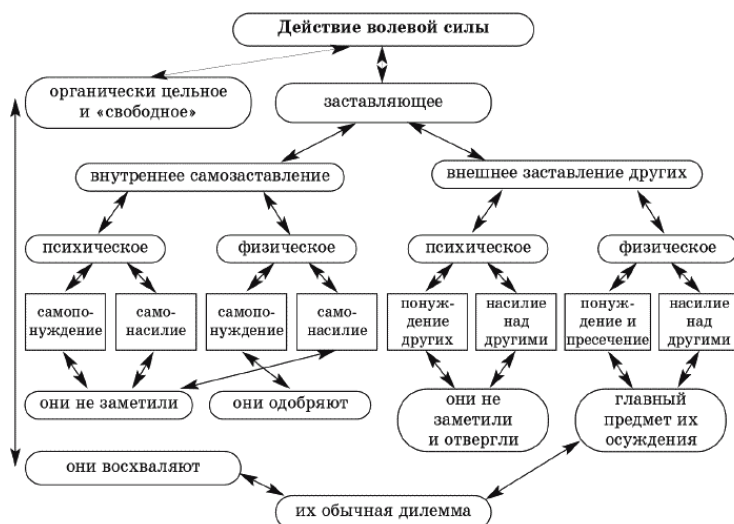 Действие волевой силы
органически цельное
и «свободное»
заставляющее
внутреннее самозаставление
внешнее заставление других
психическое
физическое
психическое
физическое
самопо-
нуждение
само-
насилие
самопо-
нуждение
само-
насилие
понуж-
дение
других
насилие
над
другими
понуж-
дение и
пресечение
насилие
над
другими
они не заметили
они одобряют
они не
заметили
и отвергли
главный
предмет их
осуждения
они восхваляют
их обычная дилемма